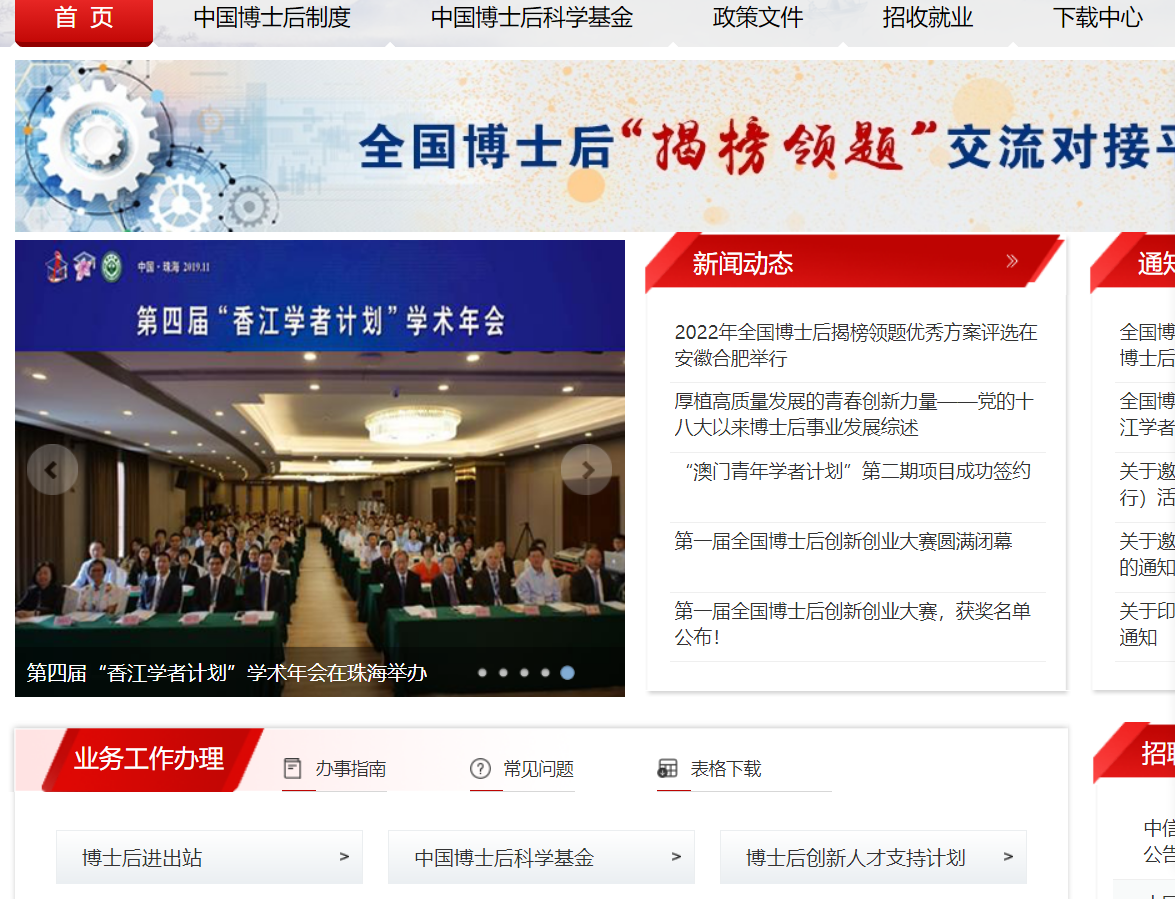 首 页
中国博士后制度
中国博士后科学基金
政策文件
招收就业
下载中心
全国博士后“揭榜领题”交流对接平
中国·珠海 2019.11
第四届“香江学者计划”学术年会
第四届“香江学者计划”学术年会在珠海举办
新闻动态
2022年全国博士后揭榜领题优秀方案评选在
安徽合肥举行
厚植高质量发展的青春创新力量——党的十
八大以来博士后事业发展综述
“澳门青年学者计划”第二期项目成功签约
第一届全国博士后创新创业大赛圆满闭幕
第一届全国博士后创新创业大赛，获奖名单
公布！
通知
全国博
博士后
全国博
江学者
关于邀
行）活
关于邀
的通知
关于印
通知
业务工作办理
办事指南
常见问题
表格下载
博士后进出站 >
中国博士后科学基金 >
博士后创新人才支持计划 >
招聘
中信
公告